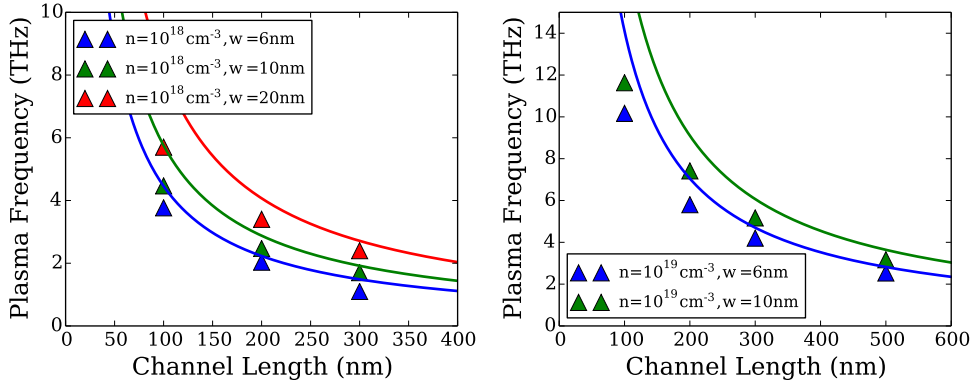 Plasma Frequency (THz)
10
8
6
4
2
0
n=10^18 cm^-3, w=6nm
n=10^18 cm^-3, w=10nm
n=10^18 cm^-3, w=20nm
0 50 100 150 200 250 300 350 400
Channel Length (nm)
Plasma Frequency (THz)
14
12
10
8
6
4
2
0
n=10^19 cm^-3, w=6nm
n=10^19 cm^-3, w=10nm
0 100 200 300 400 500 600
Channel Length (nm)